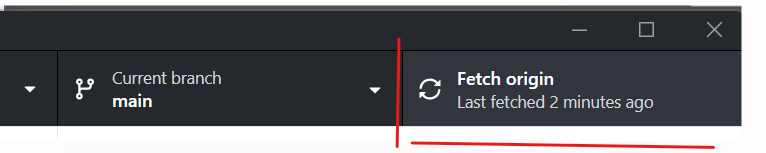 Current branch
main
Fetch origin
Last fetched 2 minutes ago